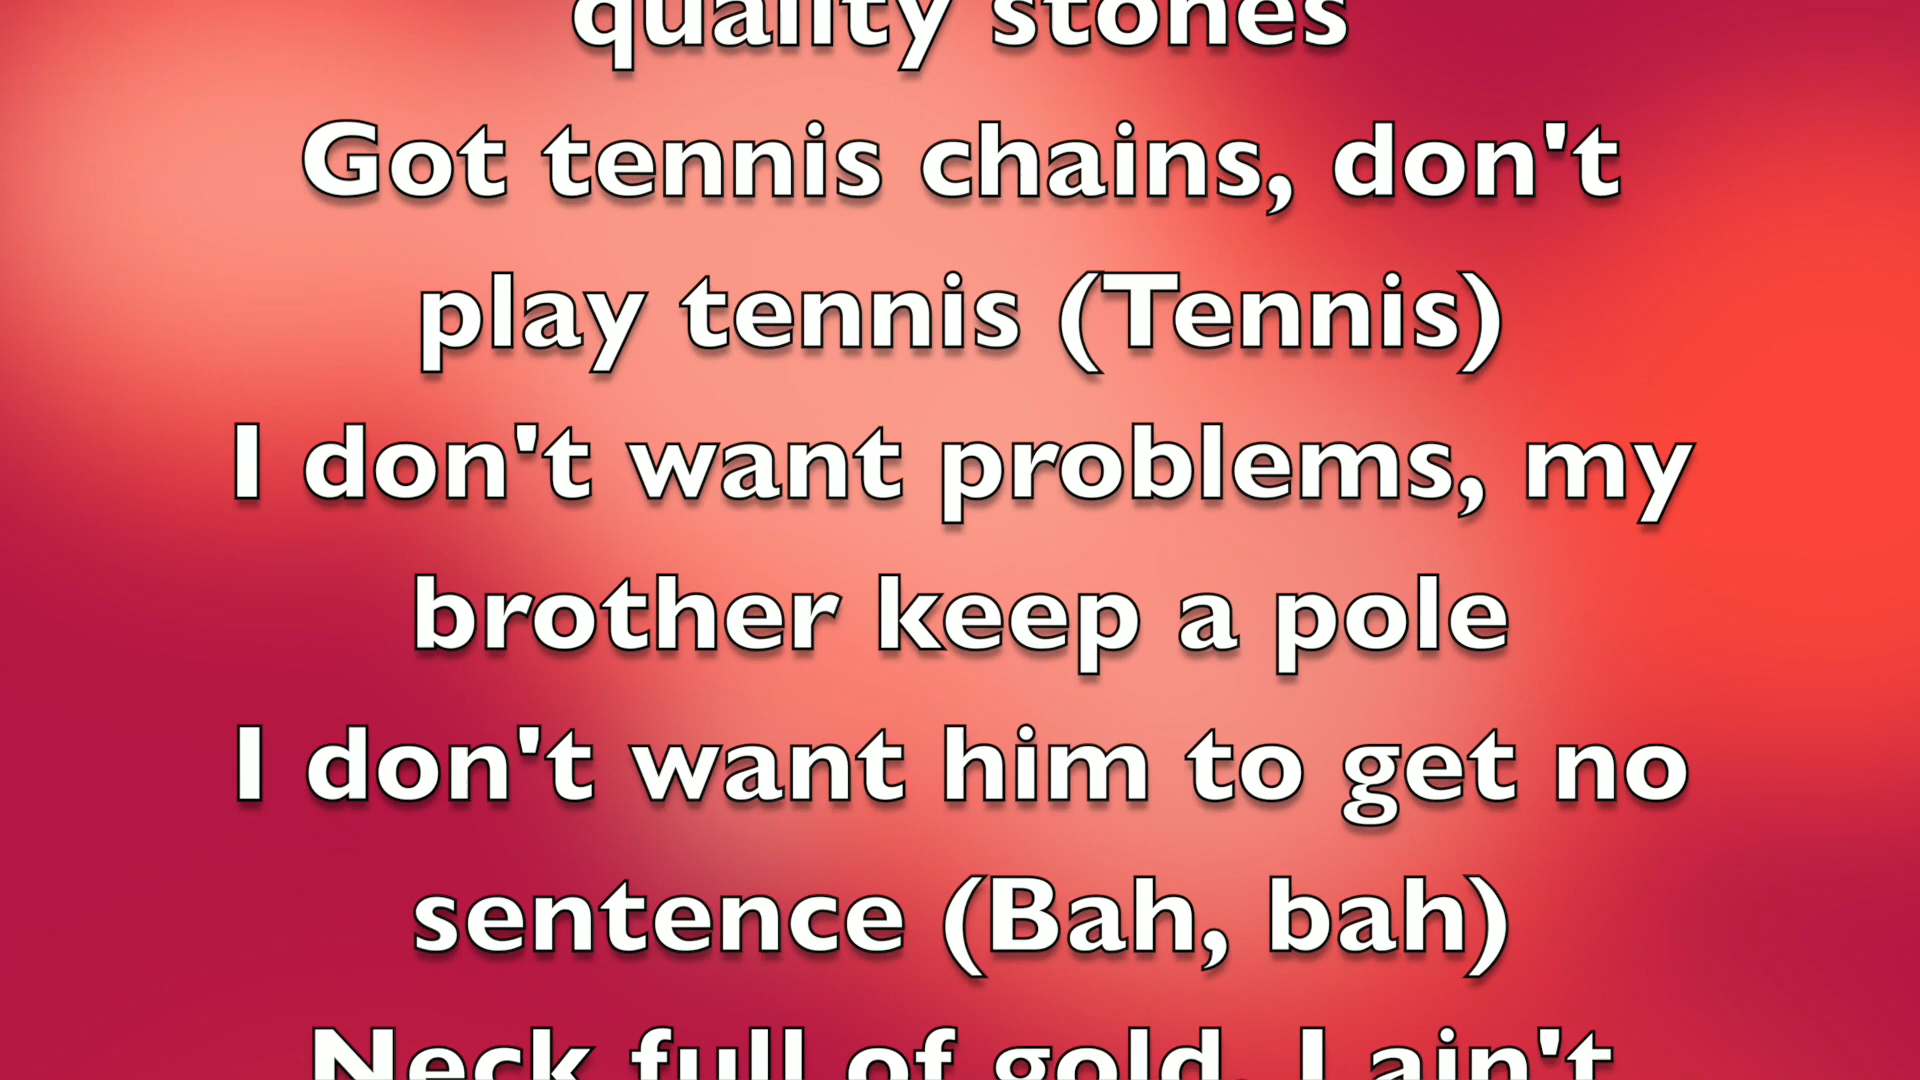 quality stones
Got tennis chains, don't
play tennis (Tennis)
I don't want problems, my
brother keep a pole
I don't want him to get no
sentence (Bah, bah)
Neck full of gold, I ain't